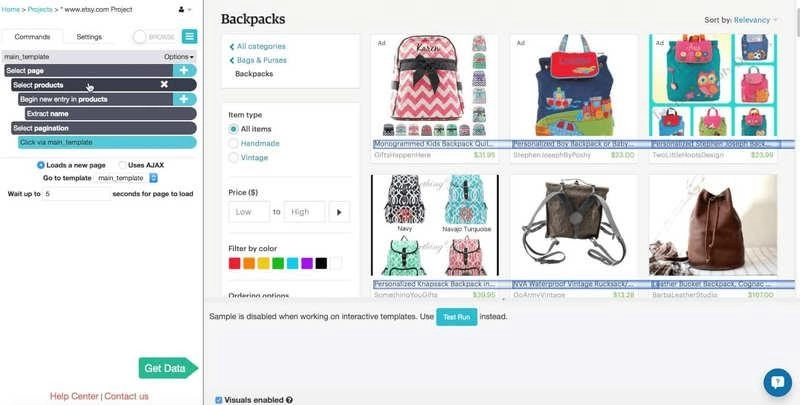 Home > Projects > * www.etsy.com Project
Commands
Settings
BROWSE
main_template
Options
Select page
Select products
Begin new entry in products
Extract name
Select pagination
Click via main_template
Loads a new page
Uses AJAX
Go to template main_template
Wait up to 5 seconds for page to load
Get Data
Help Center | Contact us
Backpacks
Sort by: Relevancy
All categories
Bags & Purses
Backpacks
Item type
All items
Handmade
Vintage
Price ($)
Low to High
Filter by color
Ordering options
Ad
Karen
Monogrammed Kids Backpack Quil...
GiftsHappenHere $31.95
Ad
Personalized Boy Backpack or Baby...
StephenJosephByPoshy $23.00
Ad
Personalized Stephen Joseph Back...
TwoLittleHootsDesign $23.99
Navy
Navajo Turquoise
Personalized Knapsack Backpack in...
SomethingYouGifts $39.95
NVA Waterproof Vintage Rucksack/...
GoArmyVintage $13.28
Leather Bucket Backpack, Cognac...
BarbaLeatherStudio $167.00
Sample is disabled when working on interactive templates. Use Test Run instead.
Visuals enabled